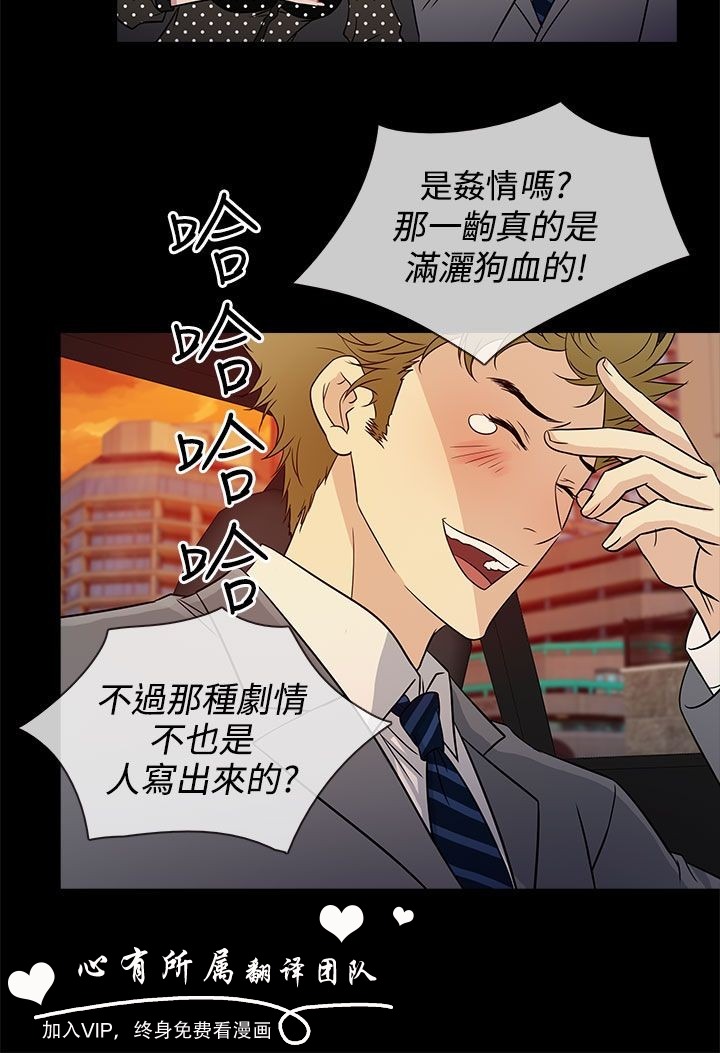 是姦情嗎?
那一齣真的是
滿灑狗血的!
哈
哈
哈
哈
不過那種劇情
不也是
人寫出來的?
心有所属翻译团队
加入VIP，终身免费看漫画